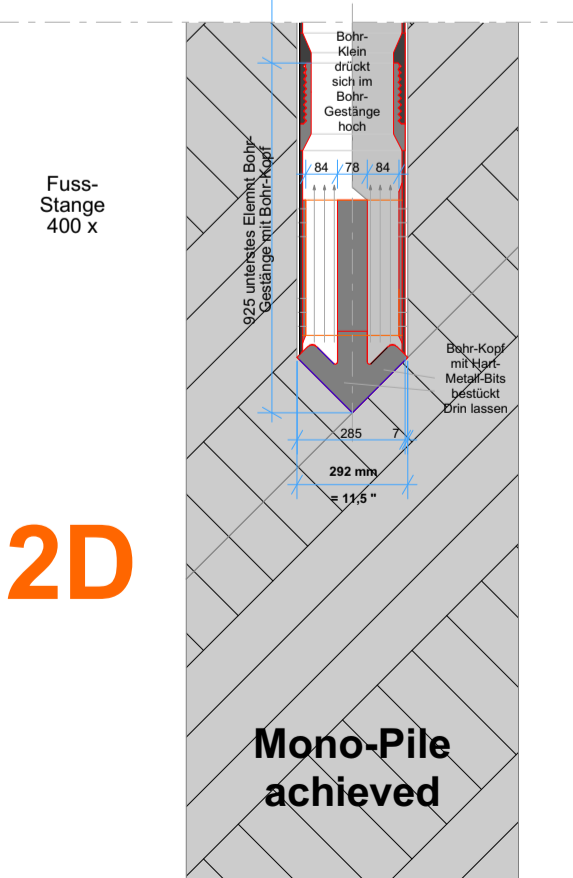 Bohr-
Klein
drückt
sich im
Bohr-
Gestänge
hoch
84 78 84
925 unterstes Elemnt Bohr-
Gestänge mit Bohr-Kopf
Fuss-
Stange
400 x
Bohr-Kopf
mit Hart-
Metall-Bits
bestückt
Drin lassen
285 7
292 mm
= 11,5 "
2D
Mono-Pile
achieved